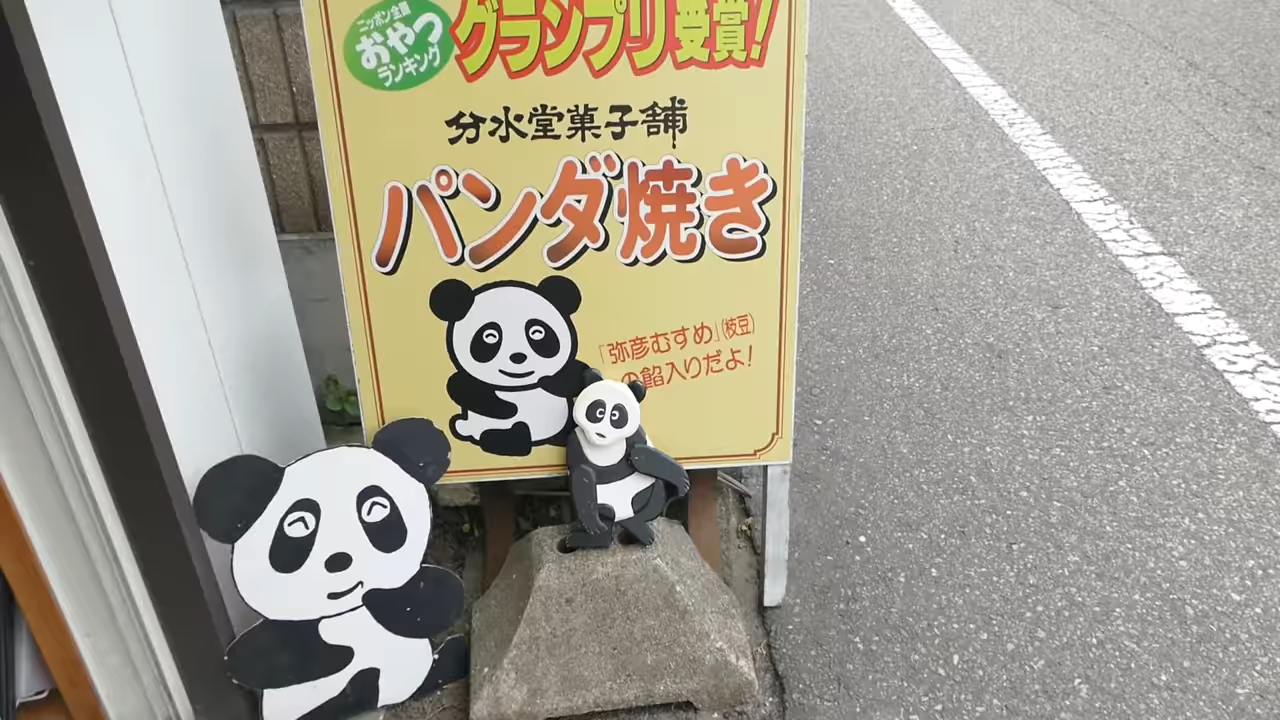 ニッポン全国
おやつ
ランキング
グランプリ受賞!
分水堂菓子舗
パンダ焼き
「弥彦むすめ」(枝豆)
の餡入りだよ!